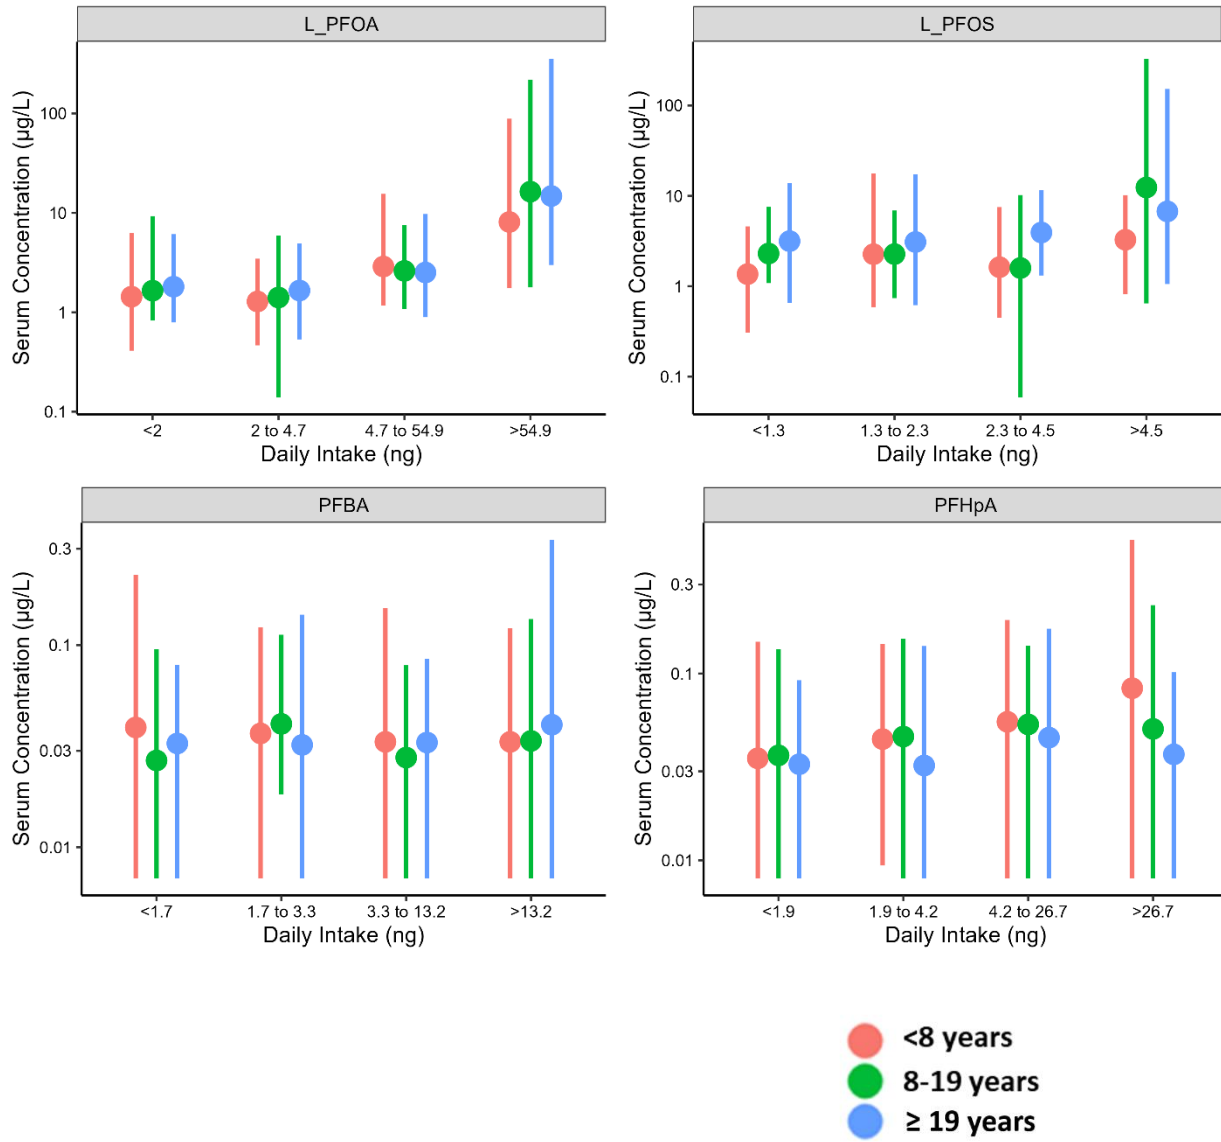 L_PFOA
Serum Concentration (µg/L)
100
10
1
0.1
<2
2 to 4.7
4.7 to 54.9
>54.9
Daily Intake (ng)
L_PFOS
Serum Concentration (µg/L)
100
10
1
0.1
<1.3
1.3 to 2.3
2.3 to 4.5
>4.5
Daily Intake (ng)
PFBA
Serum Concentration (µg/L)
0.3
0.1
0.03
0.01
<1.7
1.7 to 3.3
3.3 to 13.2
>13.2
Daily Intake (ng)
PFHpA
Serum Concentration (µg/L)
0.3
0.1
0.03
0.01
<1.9
1.9 to 4.2
4.2 to 26.7
>26.7
Daily Intake (ng)
<8 years
8-19 years
≥ 19 years